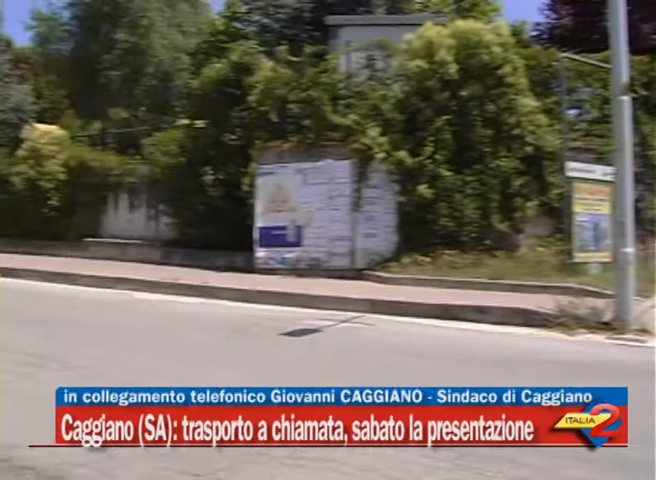 in collegamento telefonico Giovanni CAGGIANO - Sindaco di Caggiano
Caggiano (SA): trasporto a chiamata, sabato la presentazione
ITALIA 2